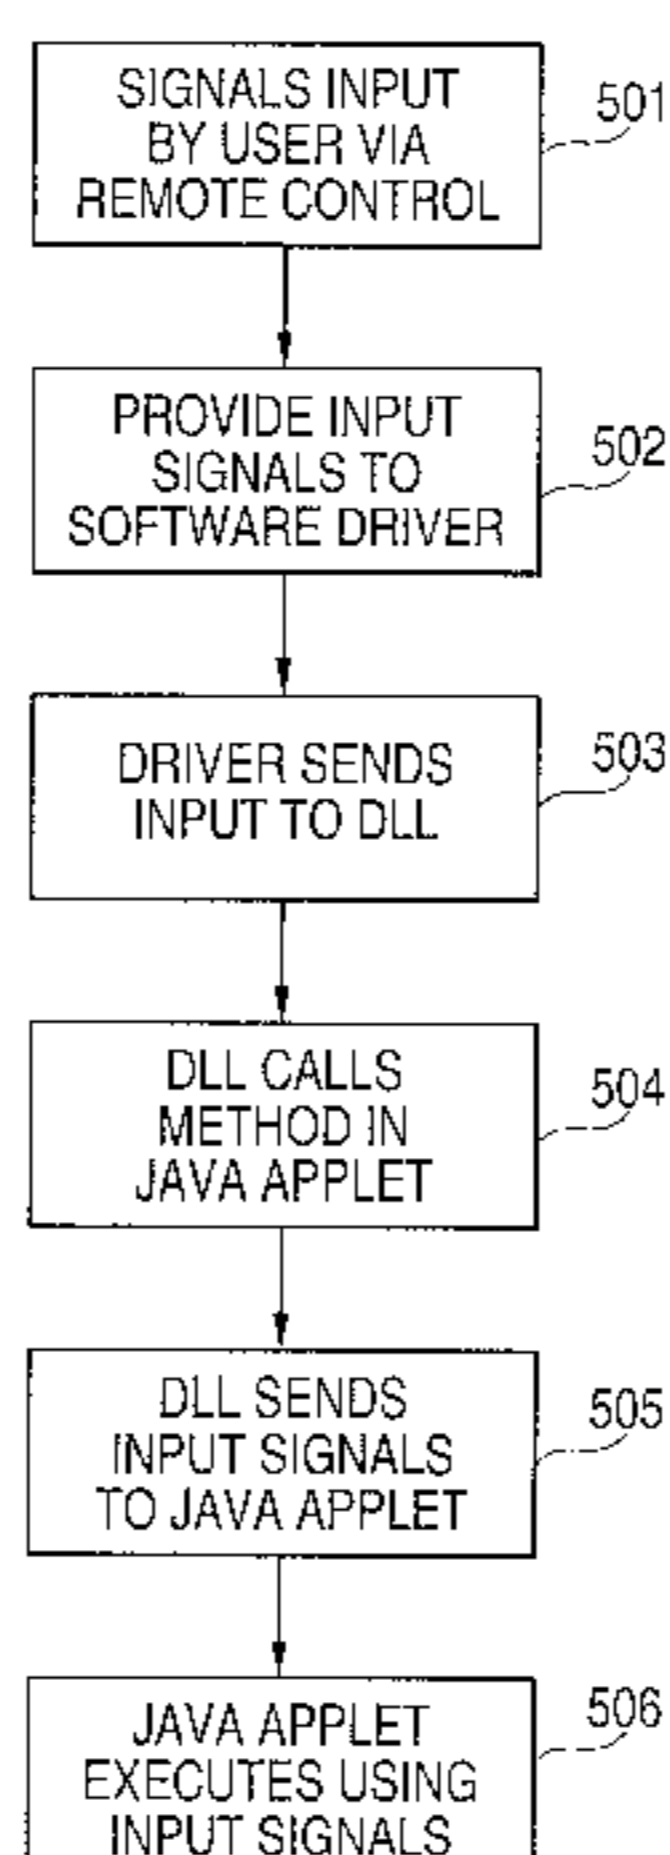 SIGNALS INPUT
BY USER VIA
REMOTE CONTROL
501
PROVIDE INPUT
SIGNALS TO
SOFTWARE DRIVER
502
DRIVER SENDS
INPUT TO DLL
503
DLL CALLS
METHOD IN
JAVA APPLET
504
DLL SENDS
INPUT SIGNALS
TO JAVA APPLET
505
JAVA APPLET
EXECUTES USING
INPUT SIGNALS
506